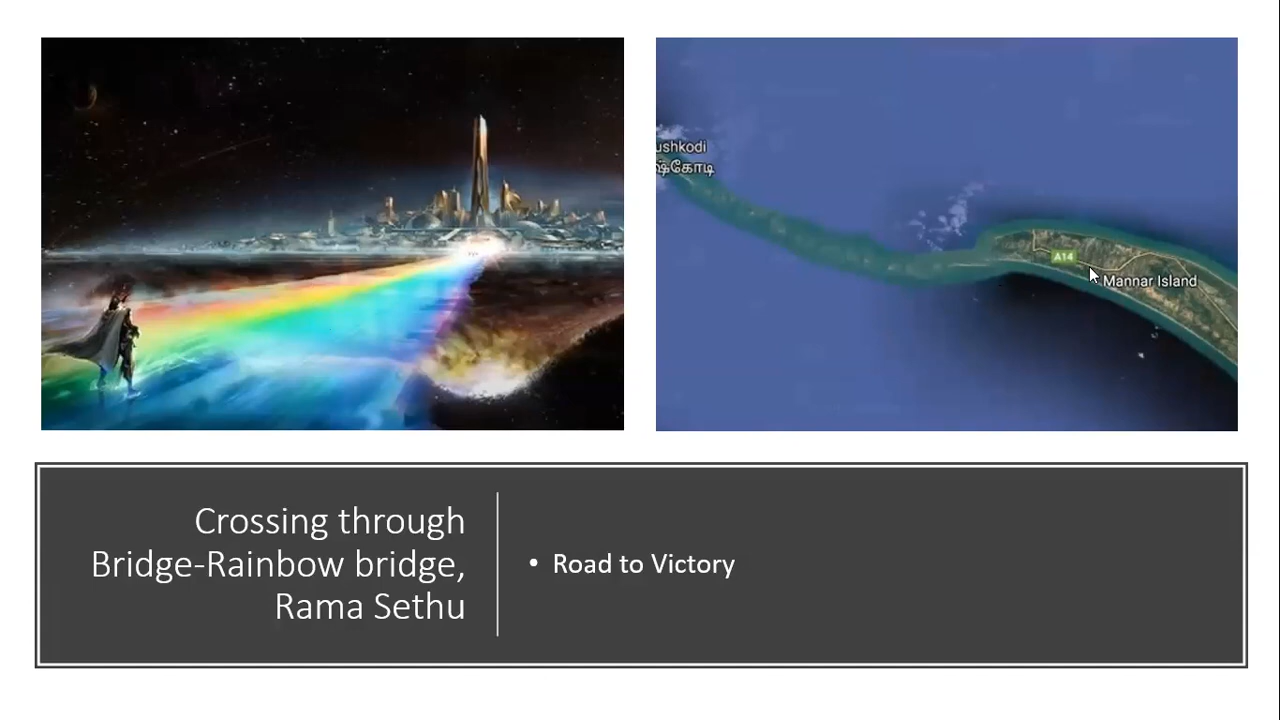 ushkodi
ஷ்கோடி
A14
Mannar Island
Crossing through
Bridge-Rainbow bridge,
Rama Sethu
• Road to Victory